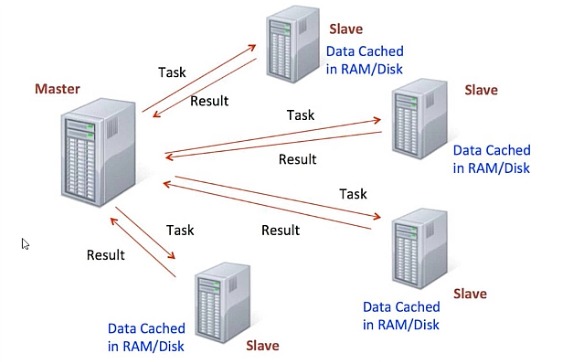 Slave
Data Cached
in RAM/Disk
Task
Master
Result
Slave
Task
Data Cached
in RAM/Disk
Result
Task
Task
Result
Result
Slave
Data Cached
in RAM/Disk
Data Cached
in RAM/Disk
Slave